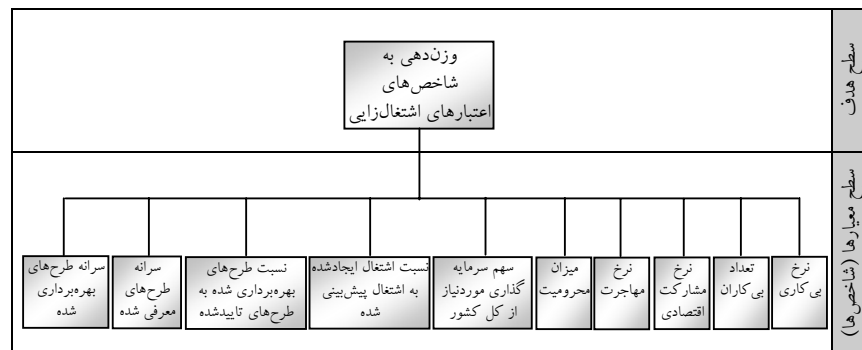 سطح هدف
وزن‌دهی به
شاخص‌های
اعتبارهای اشتغال‌زایی
سطح معیارها (شاخص‌ها)
نرخ
بی‌کاری
تعداد
بی‌کاران
نرخ
مشارکت
اقتصادی
نرخ
مهاجرت
میزان
محرومیت
سهم سرمایه
گذاری موردنیاز
از کل کشور
نسبت اشتغال ایجادشده
به اشتغال پیش‌بینی
شده
نسبت طرح‌های
بهره‌برداری شده به
طرح‌های تاییدشده
سرانه
طرح‌های
معرفی شده
سرانه طرح‌های
بهره‌برداری
شده